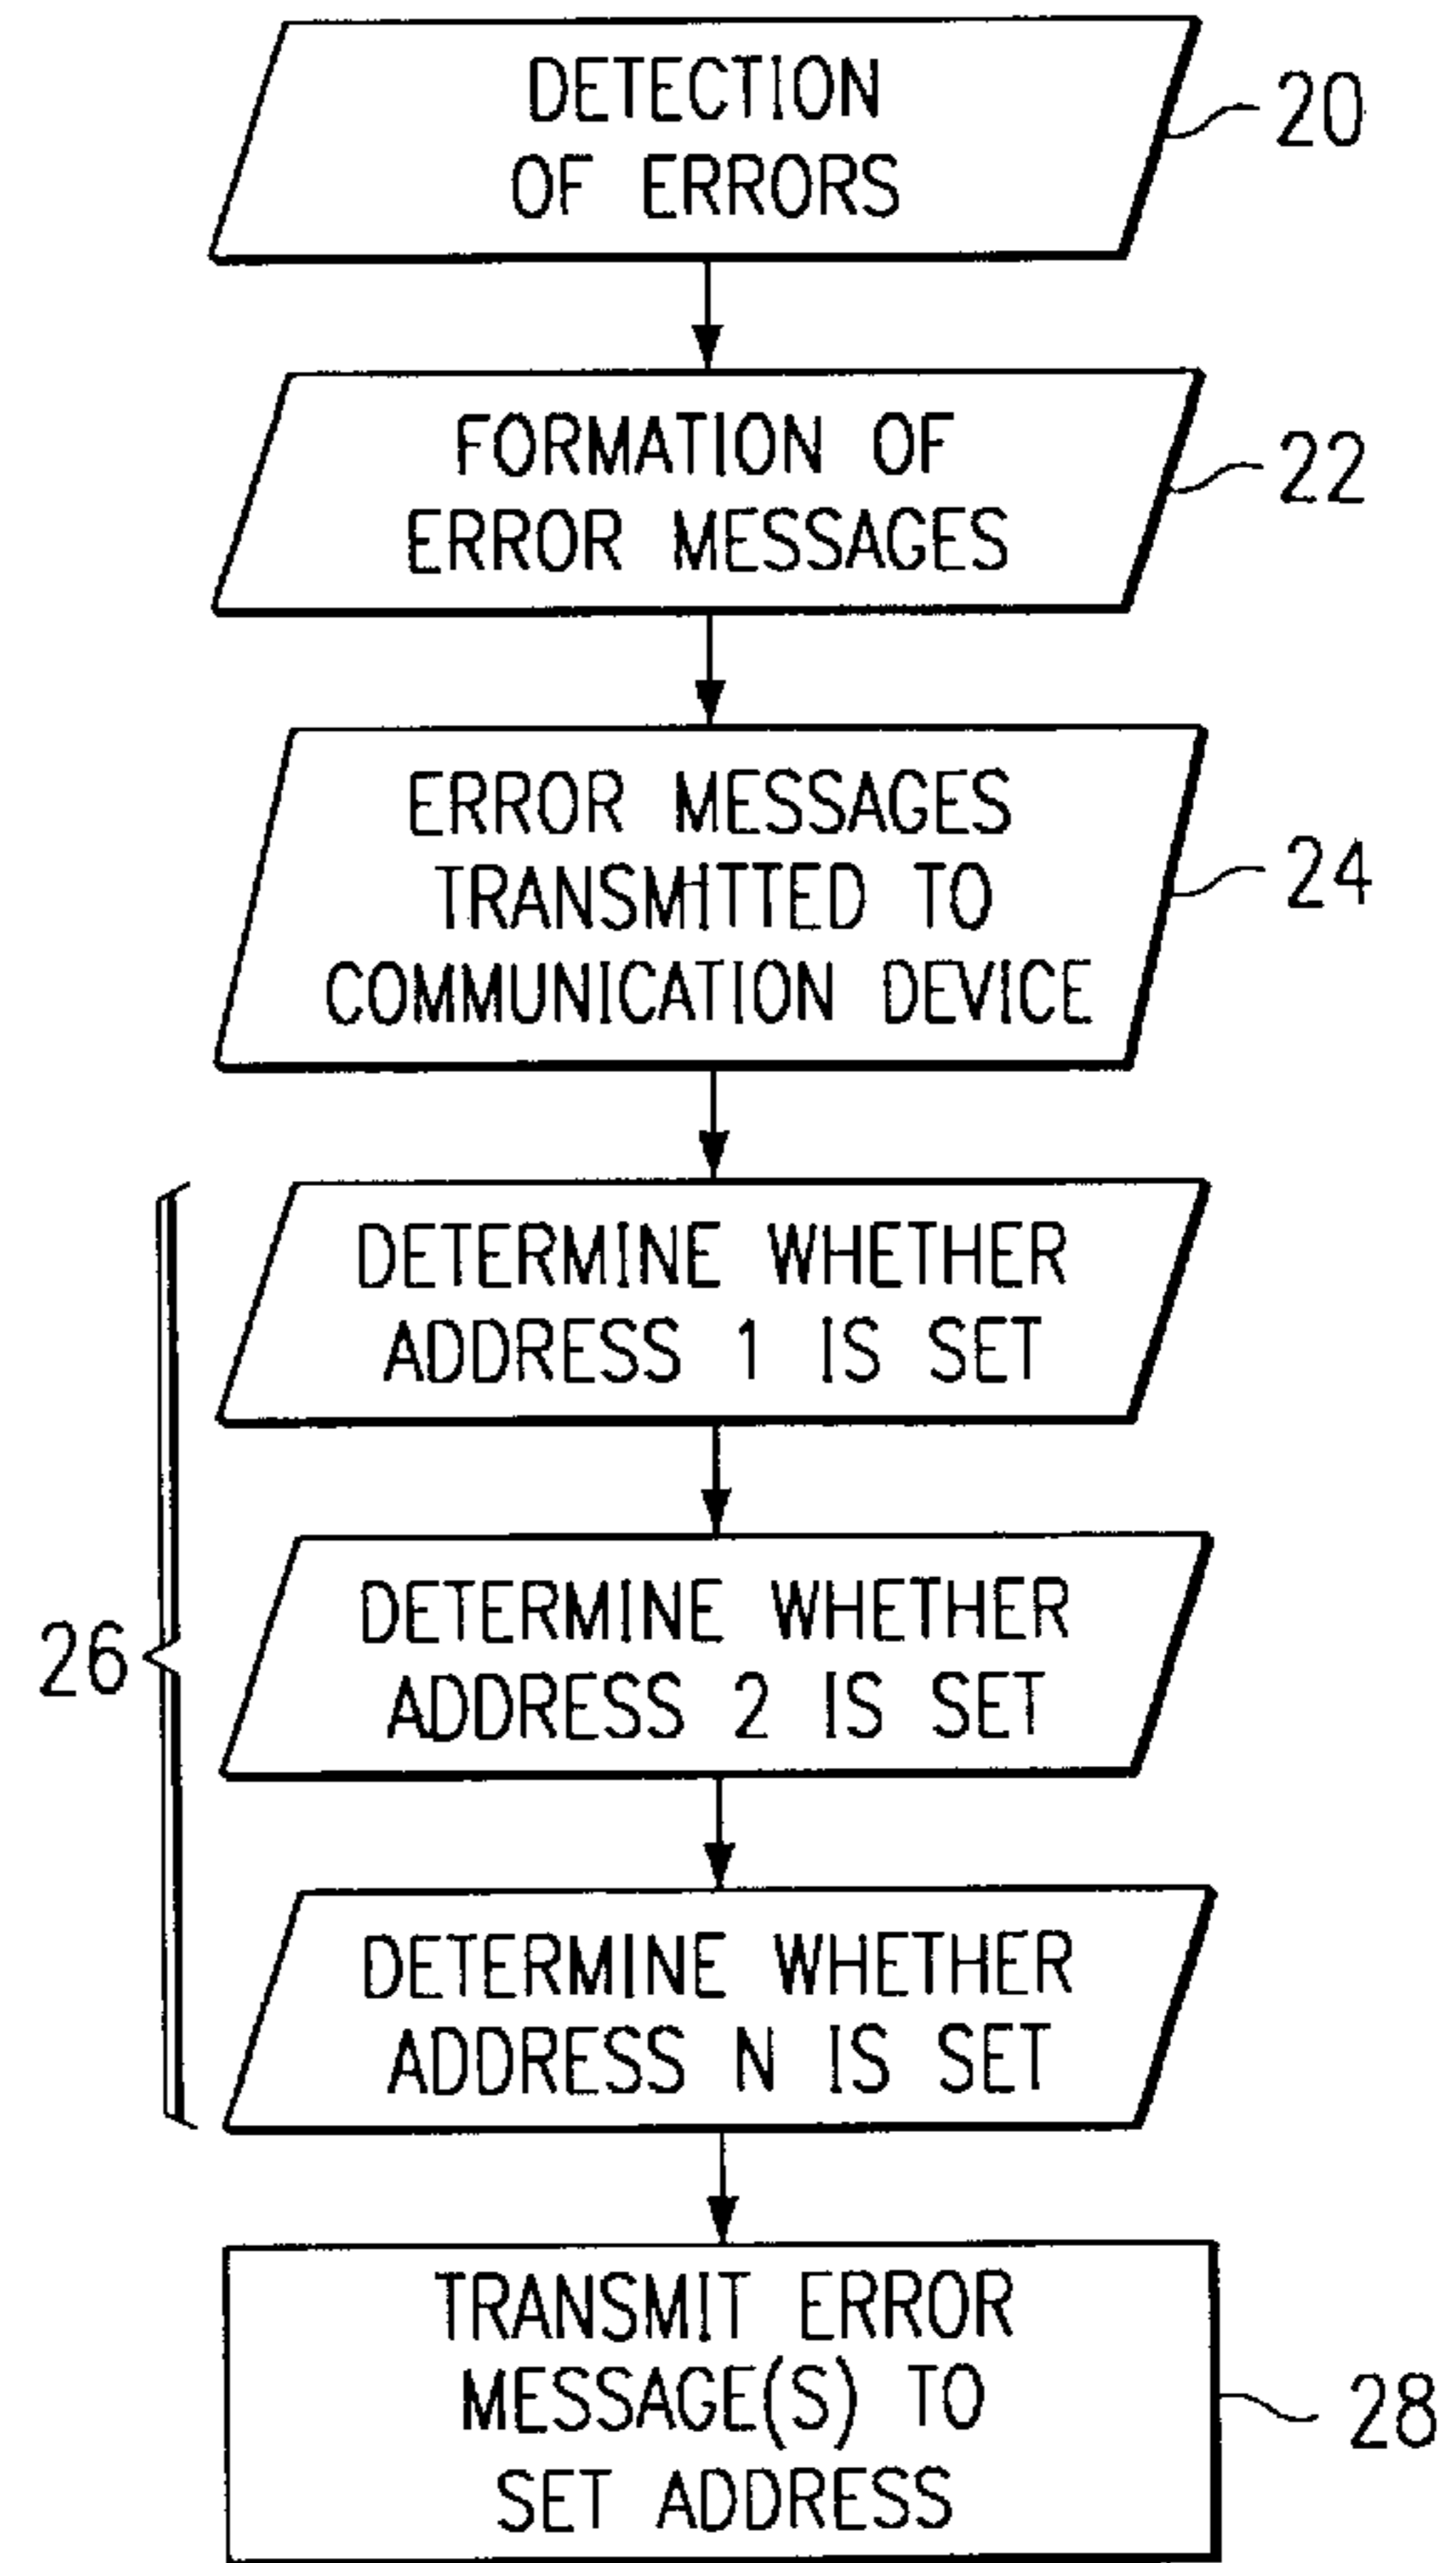 DETECTION
OF ERRORS
20
FORMATION OF
ERROR MESSAGES
22
ERROR MESSAGES
TRANSMITTED TO
COMMUNICATION DEVICE
24
DETERMINE WHETHER
ADDRESS 1 IS SET
26
DETERMINE WHETHER
ADDRESS 2 IS SET
DETERMINE WHETHER
ADDRESS N IS SET
TRANSMIT ERROR
MESSAGE(S) TO
SET ADDRESS
28